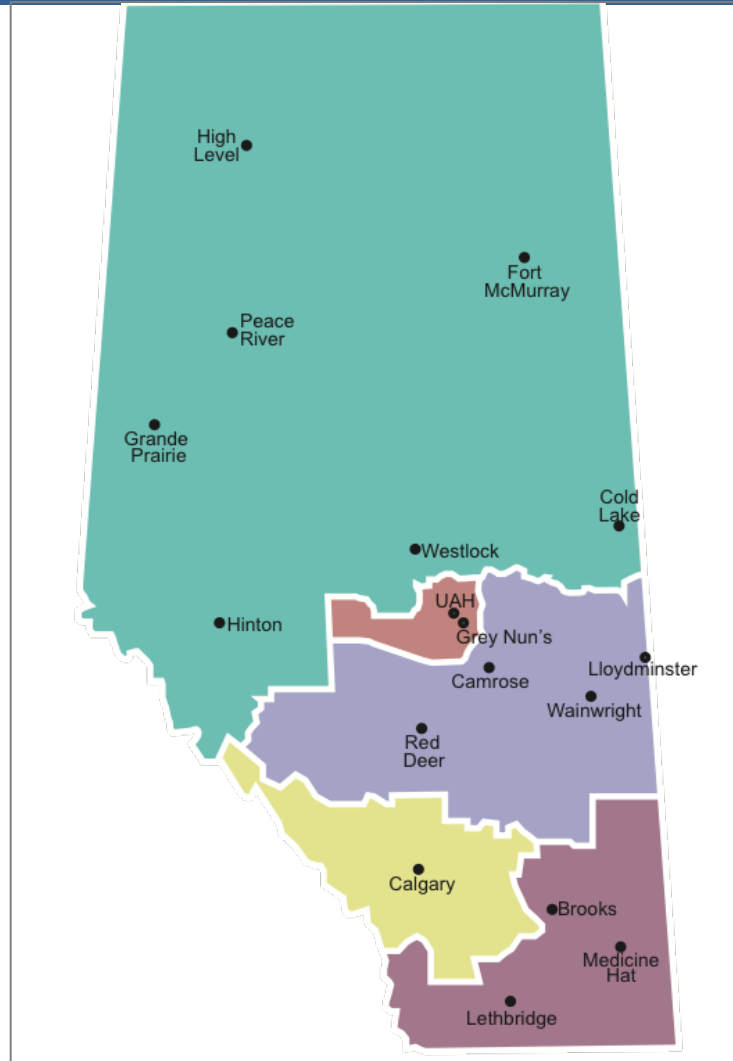 High
Level
Fort
McMurray
Peace
River
Grande
Prairie
Cold
Lake
Westlock
UAH
Hinton
Grey Nun's
Lloydminster
Camrose
Wainwright
Red
Deer
Calgary
Brooks
Medicine
Hat
Lethbridge